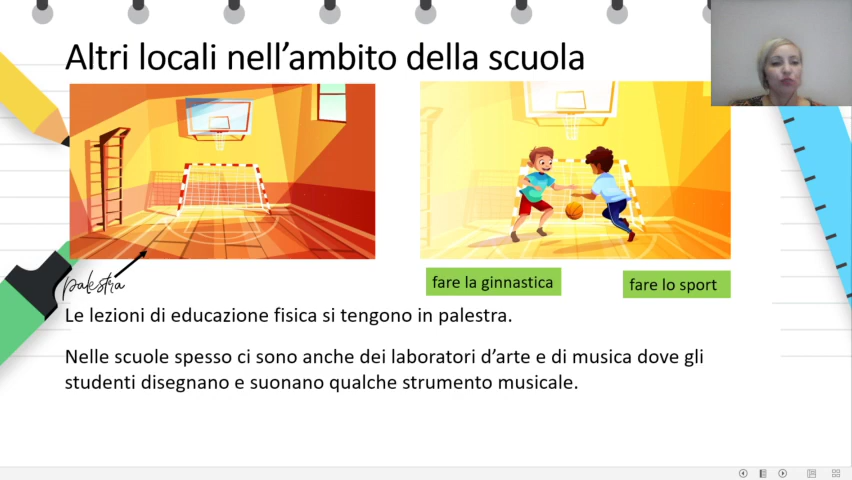 Altri locali nell'ambito della scuola
palestra
fare la ginnastica
fare lo sport
Le lezioni di educazione fisica si tengono in palestra.
Nelle scuole spesso ci sono anche dei laboratori d'arte e di musica dove gli
studenti disegnano e suonano qualche strumento musicale.